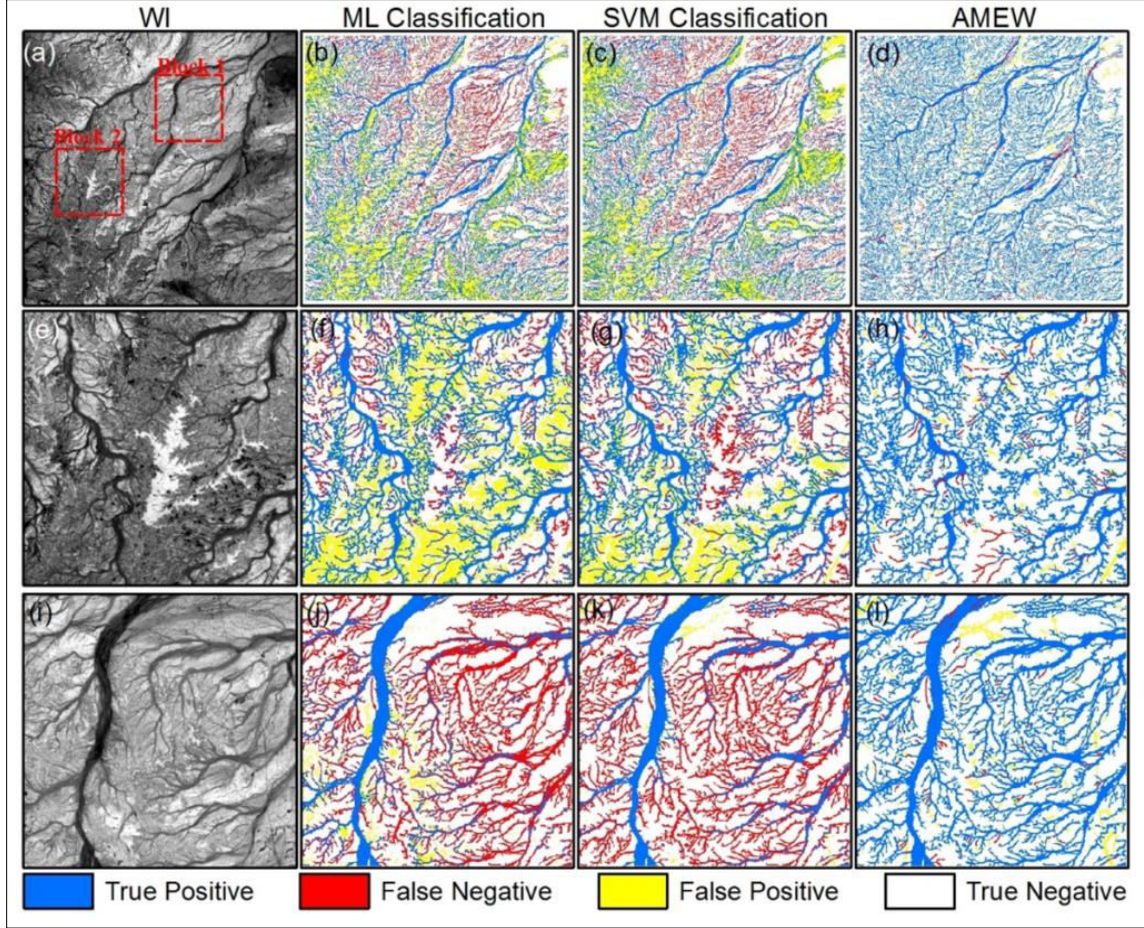 WI ML Classification SVM Classification AMEW
(a) (b) (c) (d)
Block 1
Block 2
(e) (f) (g) (h)
(i) (j) (k) (l)
True Positive False Negative False Positive True Negative